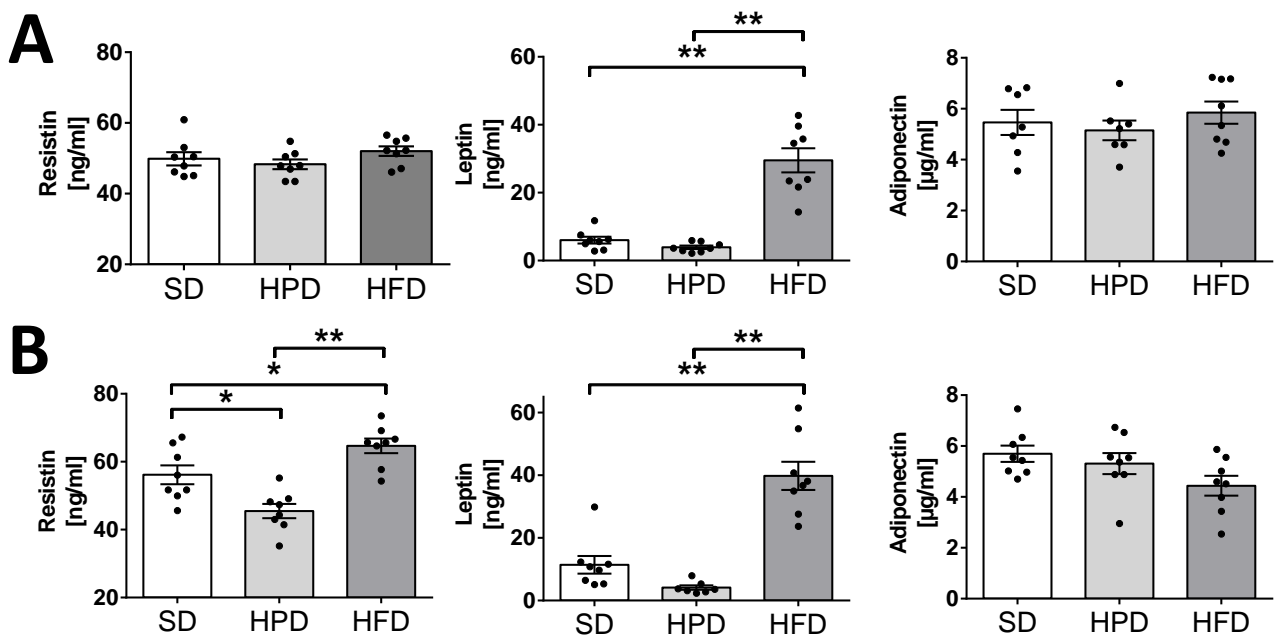 A
Resistin
[ng/ml]
80
60
40
20
SD HPD HFD
**
**
Leptin
[ng/ml]
60
40
20
0
SD HPD HFD
Adiponectin
[µg/ml]
8
6
4
2
0
SD HPD HFD
B
**
*
*
Resistin
[ng/ml]
80
60
40
20
SD HPD HFD
**
**
Leptin
[ng/ml]
60
40
20
0
SD HPD HFD
Adiponectin
[µg/ml]
8
6
4
2
0
SD HPD HFD